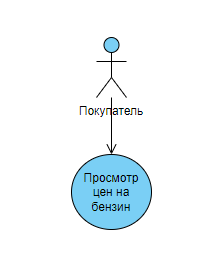 Покупатель
Просмотр
цен на
бензин